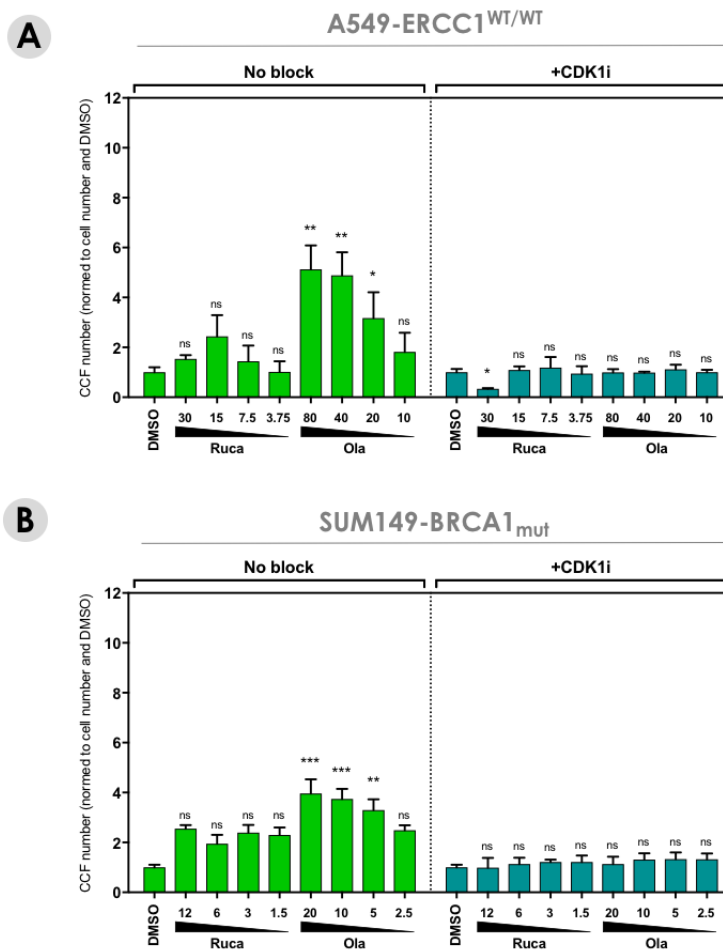 A
A549-ERCC1WT/WT
No block
+CDK1i
CCF number (normed to cell number and DMSO)
12
10
8
6
4
2
0
ns
ns
ns
ns
**
**
*
ns
*
ns
ns
ns
ns
ns
ns
ns
DMSO
30
15
7.5
3.75
80
40
20
10
DMSO
30
15
7.5
3.75
80
40
20
10
Ruca
Ola
Ruca
Ola
B
SUM149-BRCA1mut
No block
+CDK1i
CCF number (normed to cell number and DMSO)
12
10
8
6
4
2
0
ns
ns
ns
ns
***
***
**
ns
ns
ns
ns
ns
ns
ns
ns
ns
DMSO
12
6
3
1.5
20
10
5
2.5
DMSO
12
6
3
1.5
20
10
5
2.5
Ruca
Ola
Ruca
Ola